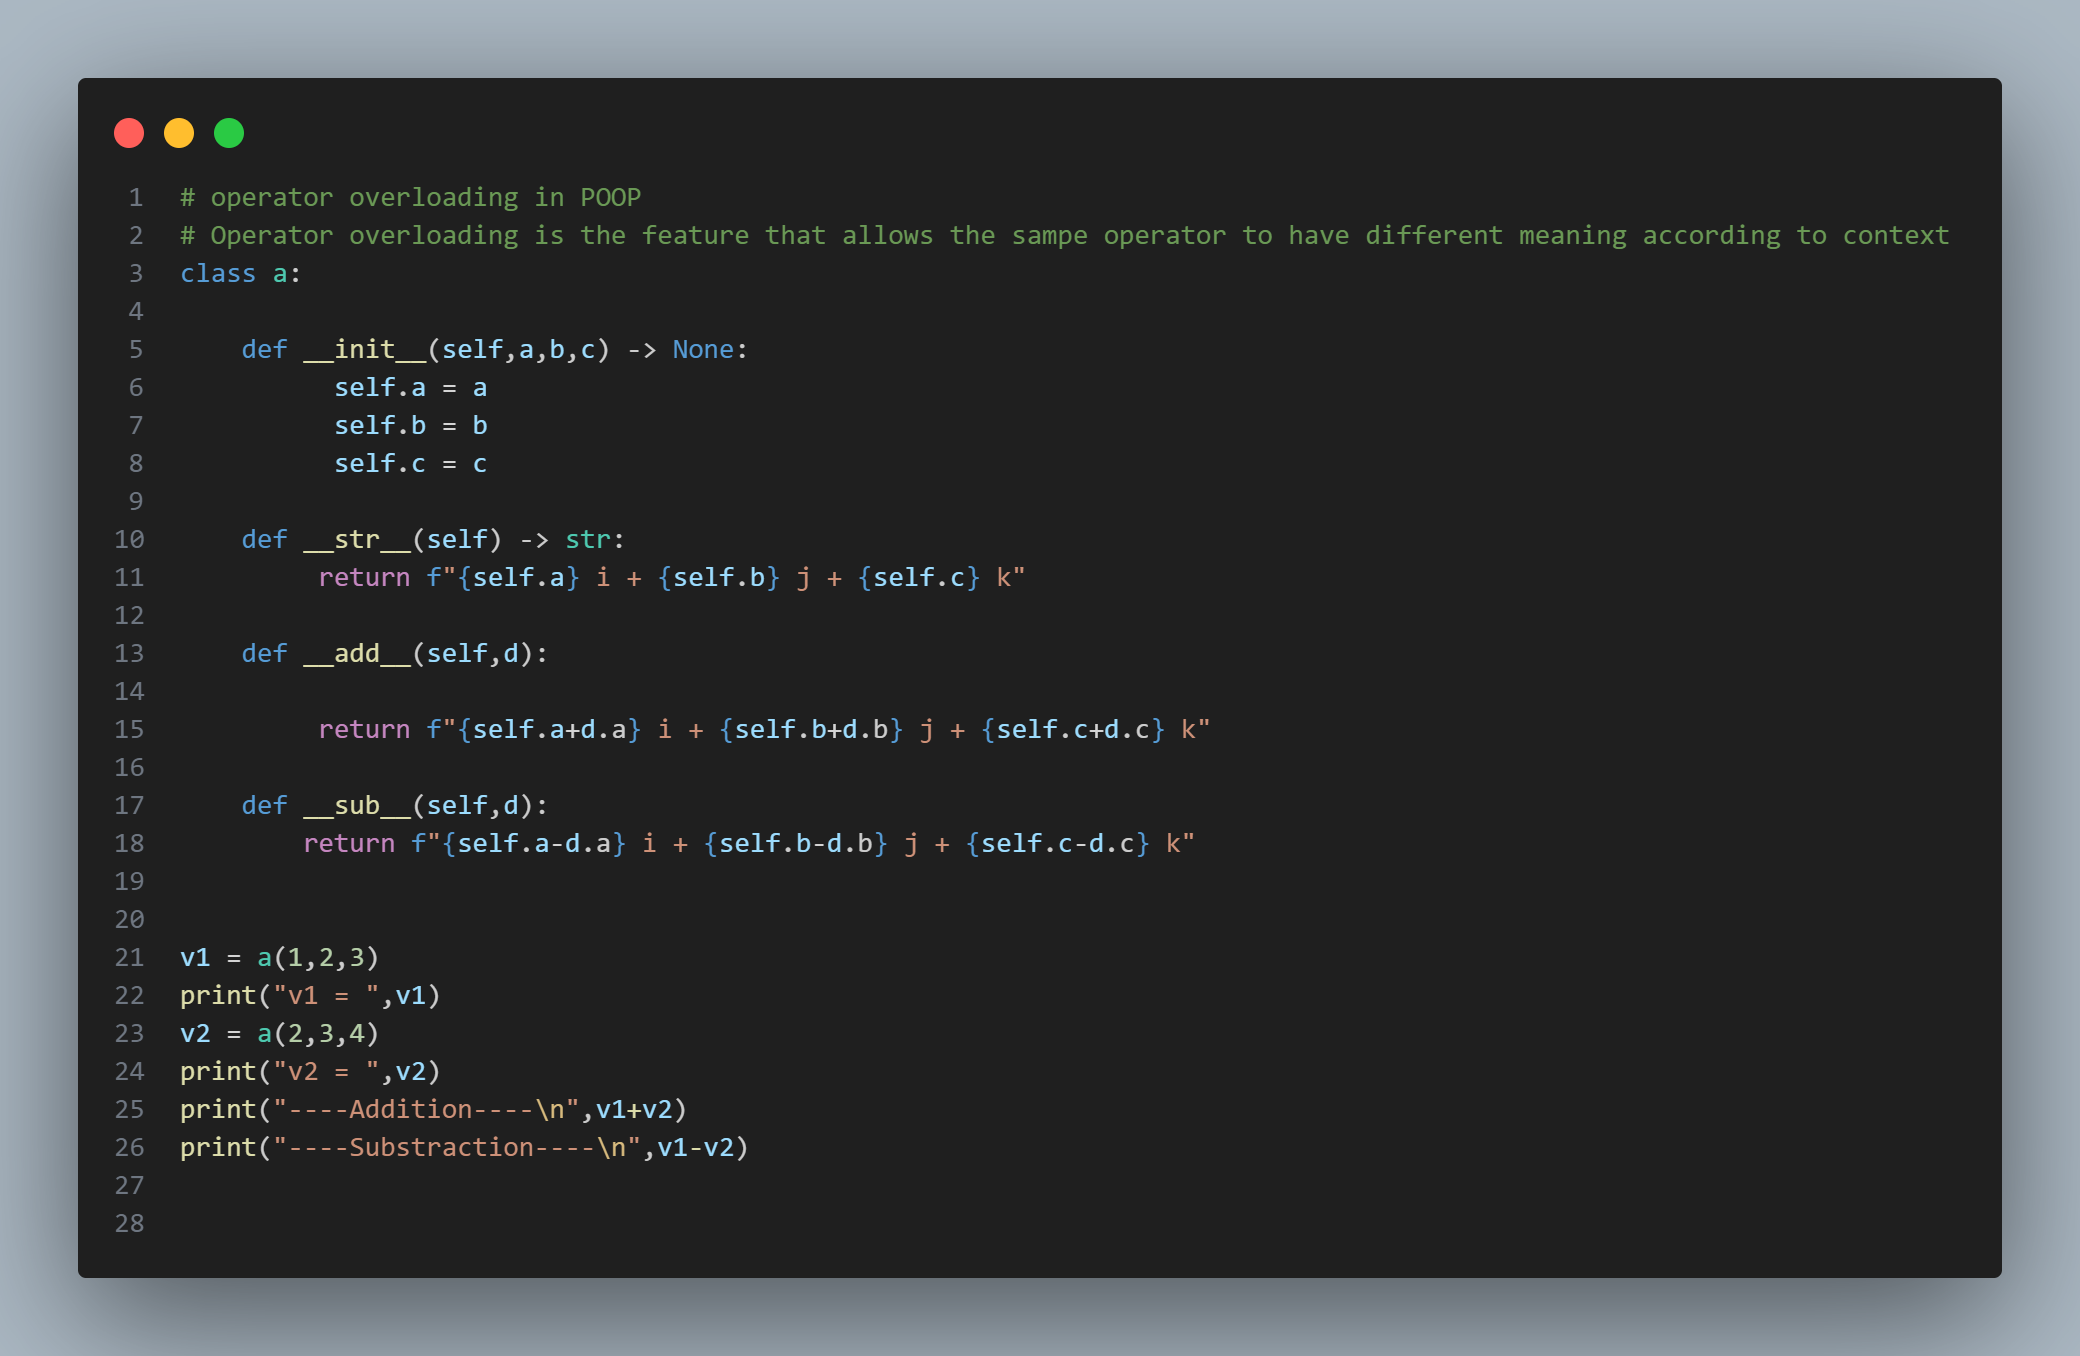 1 # operator overloading in POOP
2 # Operator overloading is the feature that allows the sampe operator to have different meaning according to context
3 class a:
4
5     def __init__(self,a,b,c) -> None:
6           self.a = a
7           self.b = b
8           self.c = c
9
10     def __str__(self) -> str:
11          return f"{self.a} i + {self.b} j + {self.c} k"
12
13     def __add__(self,d):
14
15          return f"{self.a+d.a} i + {self.b+d.b} j + {self.c+d.c} k"
16
17     def __sub__(self,d):
18         return f"{self.a-d.a} i + {self.b-d.b} j + {self.c-d.c} k"
19
20
21 v1 = a(1,2,3)
22 print("v1 = ",v1)
23 v2 = a(2,3,4)
24 print("v2 = ",v2)
25 print("----Addition----\n",v1+v2)
26 print("----Substraction----\n",v1-v2)
27
28